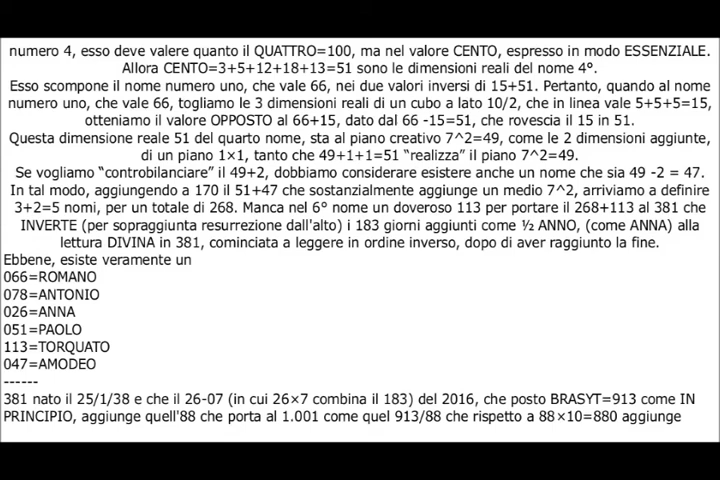 numero 4, esso deve valere quanto il QUATTRO=100, ma nel valore CENTO, espresso in modo ESSENZIALE.
Allora CENTO=3+5+12+18+13=51 sono le dimensioni reali del nome 4°.
Esso scompone il nome numero uno, che vale 66, nei due valori inversi di 15+51. Pertanto, quando al nome
numero uno, che vale 66, togliamo le 3 dimensioni reali di un cubo a lato 10/2, che in linea vale 5+5+5=15,
otteniamo il valore OPPOSTO al 66+15, dato dal 66 -15=51, che rovescia il 15 in 51.
Questa dimensione reale 51 del quarto nome, sta al piano creativo 7^2=49, come le 2 dimensioni aggiunte,
di un piano 1×1, tanto che 49+1+1=51 “realizza” il piano 7^2=49.
Se vogliamo “controbilanciare” il 49+2, dobbiamo considerare esistere anche un nome che sia 49 -2 = 47.
In tal modo, aggiungendo a 170 il 51+47 che sostanzialmente aggiunge un medio 7^2, arriviamo a definire
3+2=5 nomi, per un totale di 268. Manca nel 6° nome un doveroso 113 per portare il 268+113 al 381 che
INVERTE (per sopraggiunta resurrezione dall'alto) i 183 giorni aggiunti come ½ ANNO, (come ANNA) alla
lettura DIVINA in 381, cominciata a leggere in ordine inverso, dopo di aver raggiunto la fine.
Ebbene, esiste veramente un
066=ROMANO
078=ANTONIO
026=ANNA
051=PAOLO
113=TORQUATO
047=AMODEO
------
381 nato il 25/1/38 e che il 26-07 (in cui 26×7 combina il 183) del 2016, che posto BRASYT=913 come IN
PRINCIPIO, aggiunge quell'88 che porta al 1.001 come quel 913/88 che rispetto a 88×10=880 aggiunge